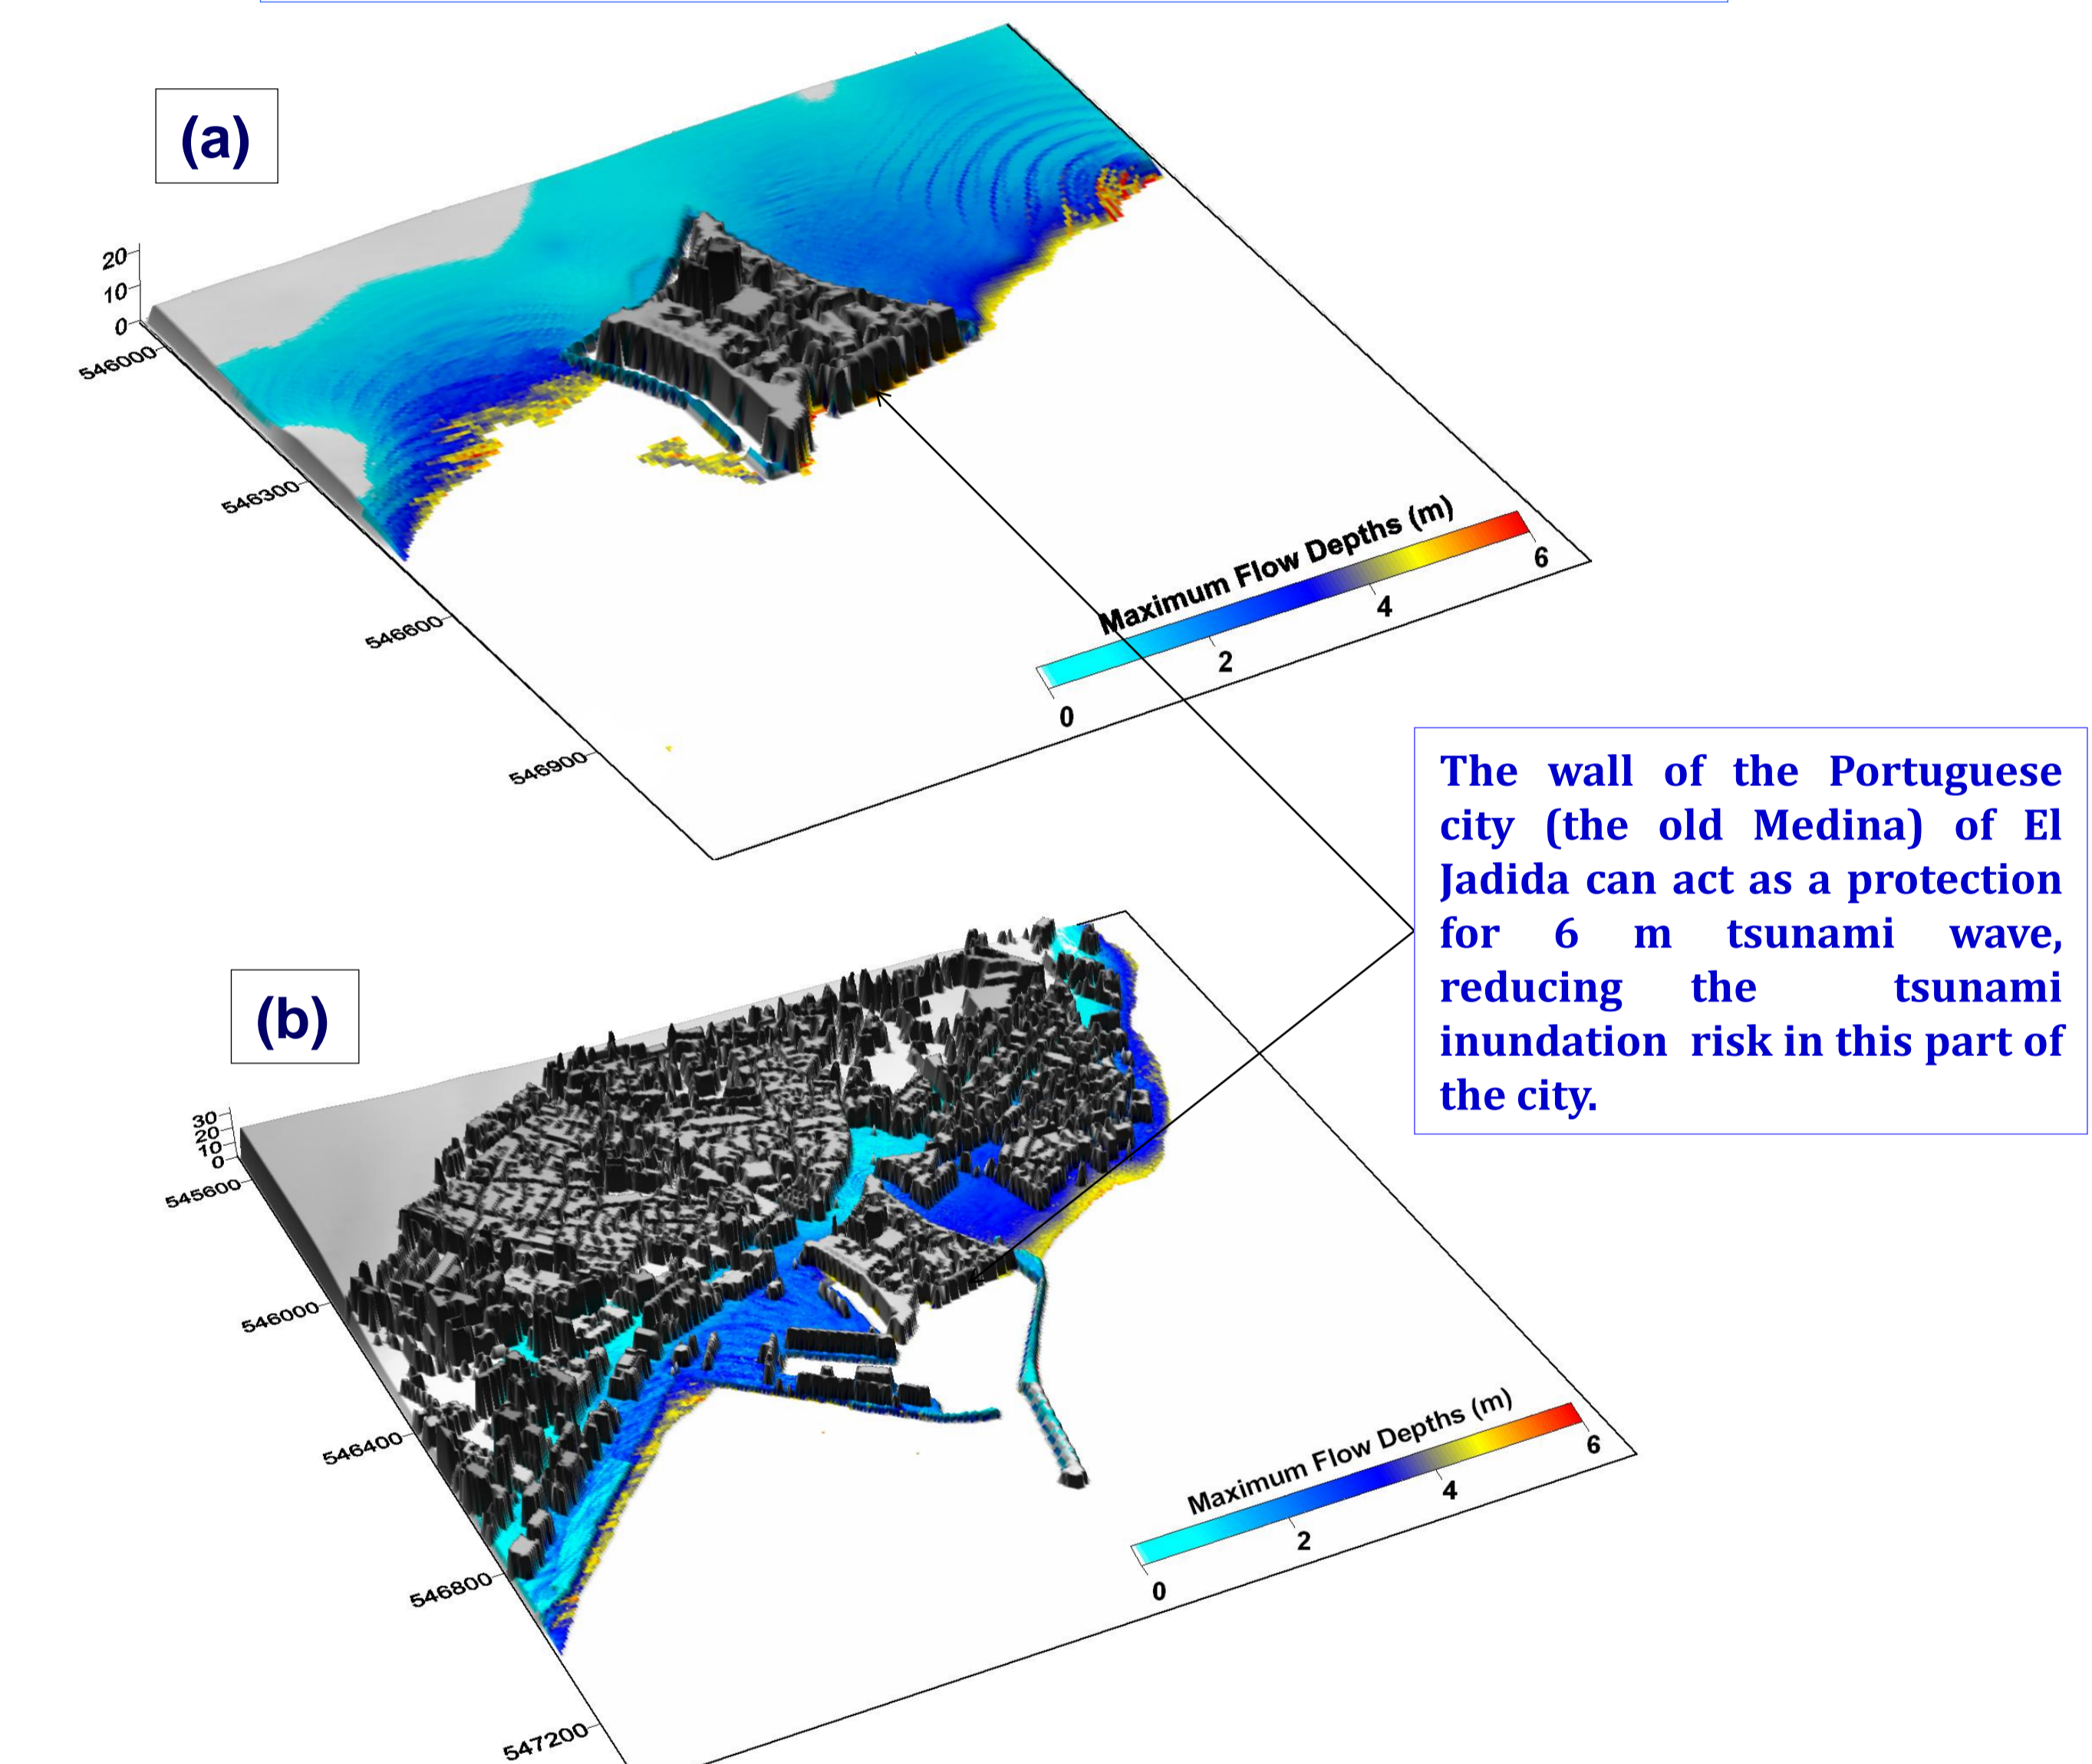 (a)
20
10
0
546000
546300
546600
546900
Maximum Flow Depths (m)
0
2
4
6
The wall of the Portuguese
city (the old Medina) of El
Jadida can act as a protection
for 6 m tsunami wave,
reducing the tsunami
inundation risk in this part of
the city.
(b)
30
20
10
0
545600
546000
546400
546800
547200
Maximum Flow Depths (m)
0
2
4
6